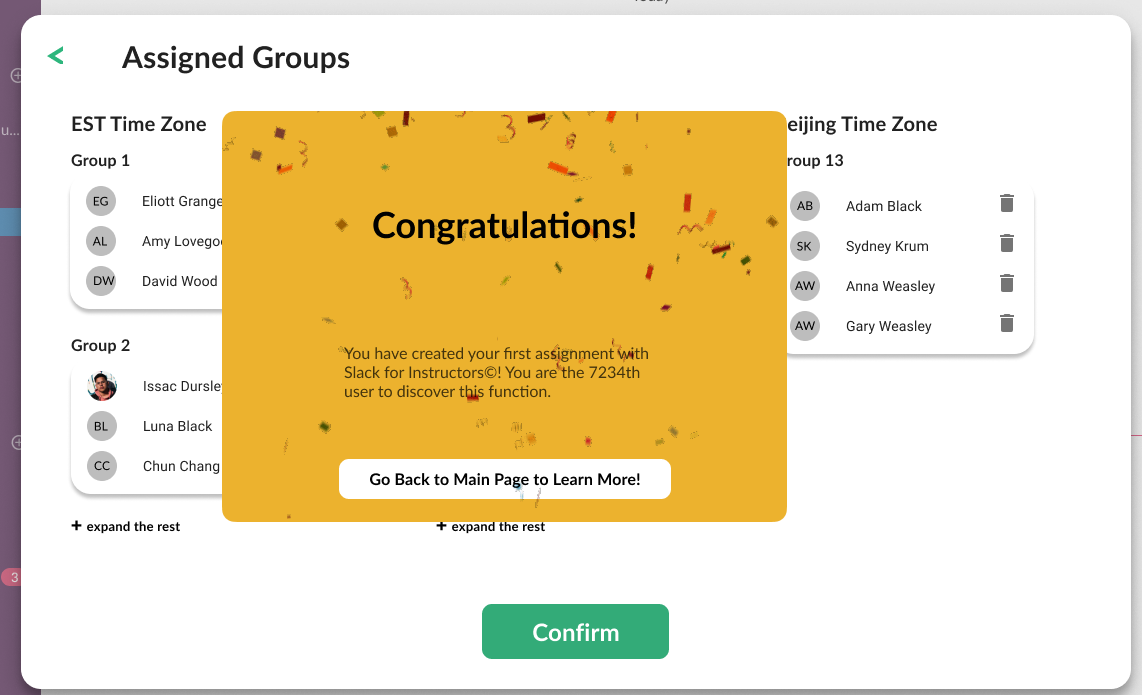 < Assigned Groups
EST Time Zone
Group 1
EG Eliott Grange
AL Amy Lovego
DW David Wood
Group 2
Issac Dursle
BL Luna Black
CC Chun Chang
+ expand the rest
Congratulations!
You have created your first assignment with
Slack for Instructors©! You are the 7234th
user to discover this function.
Go Back to Main Page to Learn More!
+ expand the rest
eijing Time Zone
roup 13
AB Adam Black
SK Sydney Krum
AW Anna Weasley
AW Gary Weasley
Confirm
u...
3